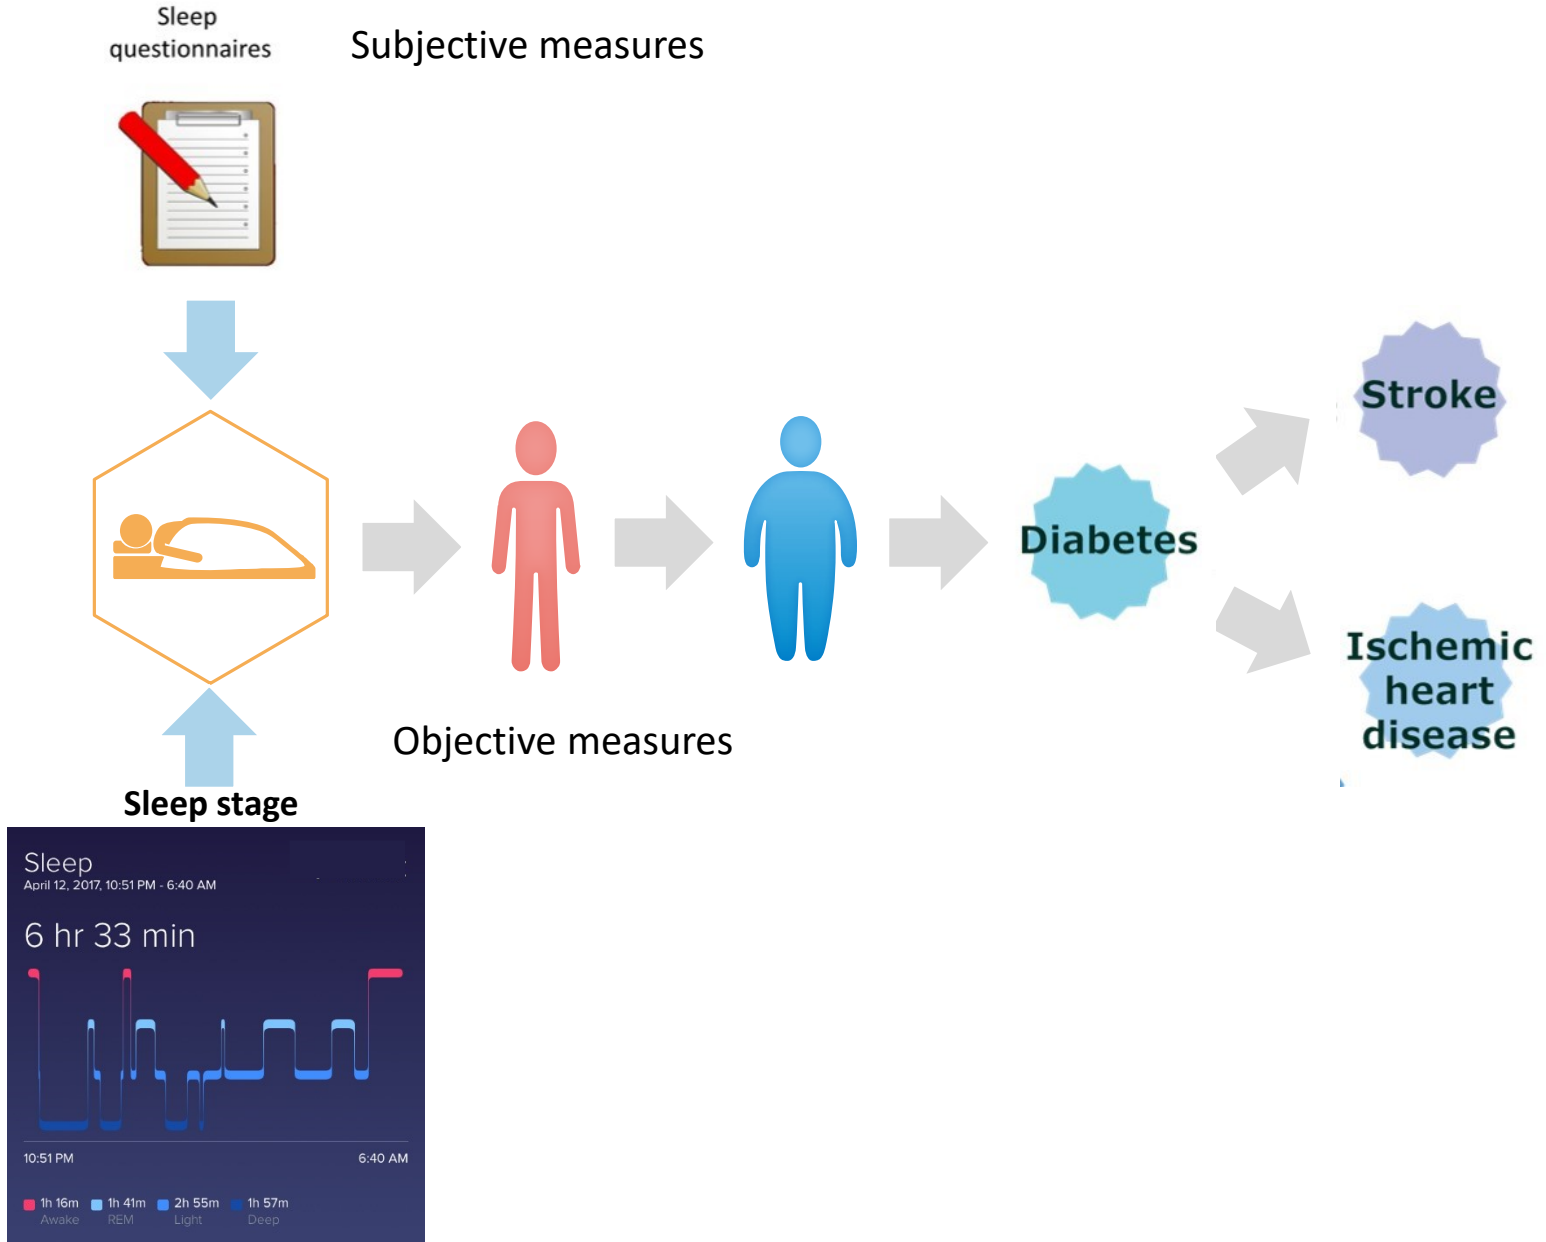 Sleep
questionnaires
Subjective measures
Stroke
Diabetes
Ischemic
heart
disease
Objective measures
Sleep stage
Sleep
April 12, 2017, 10:51 PM - 6:40 AM
6 hr 33 min
10:51 PM
6:40 AM
1h 16m 1h 41m 2h 55m 1h 57m
Awake REM Light Deep